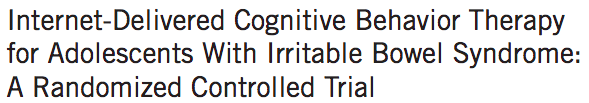 Internet-Delivered Cognitive Behavior Therapy
for Adolescents With Irritable Bowel Syndrome:
A Randomized Controlled Trial